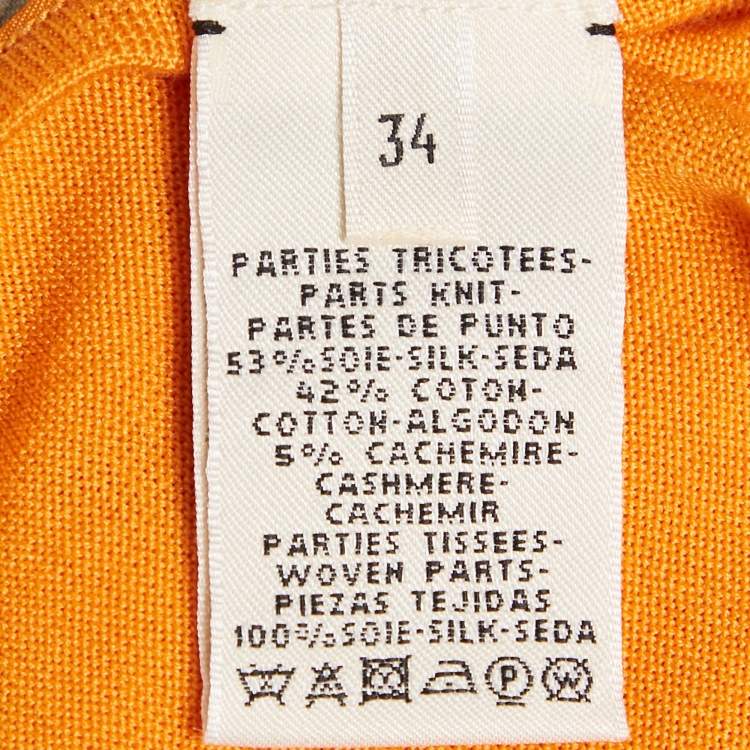 34
PARTIES TRICOTEES-
PARTS KNIT-
PARTES DE PUNTO
53%SOIE-SILK-SEDA
42% COTON-
COTTON-ALGODON
5% CACHEMIRE-
CASHMERE-
CACHEMIR
PARTIES TISSEES-
WOVEN PARTS-
PIEZAS TEJIDAS
100%SOIE-SILK-SEDA
P W